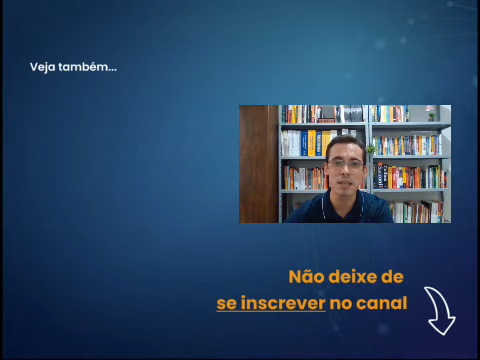 Veja também...
Não deixe de
se inscrever no canal